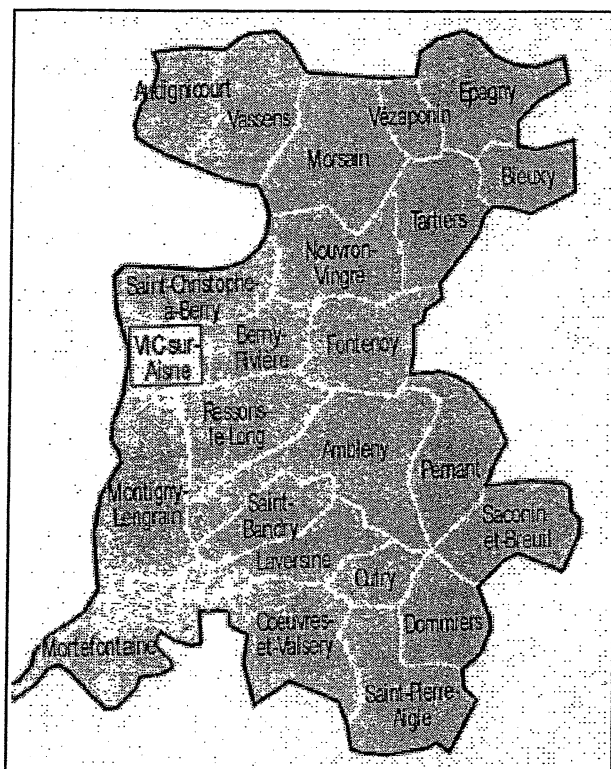 Audignicourt
Vassens
Vézaponin
Epagny
Morsain
Bieuxy
Tartiers
Nouvron-
Vingré
Saint-Christophe-
à-Berry
VIC-sur-
Aisne
Berny-
Rivière
Fontenoy
Ressons-
le-Long
Ambleny
Pernant
Montigny-
Lengrain
Saint-
Bandry
Saconin-
et-Breuil
Laversine
Cutry
Coeuvres-
et-Valsery
Dommiers
Mortefontaine
Saint-Pierre-
Aigle